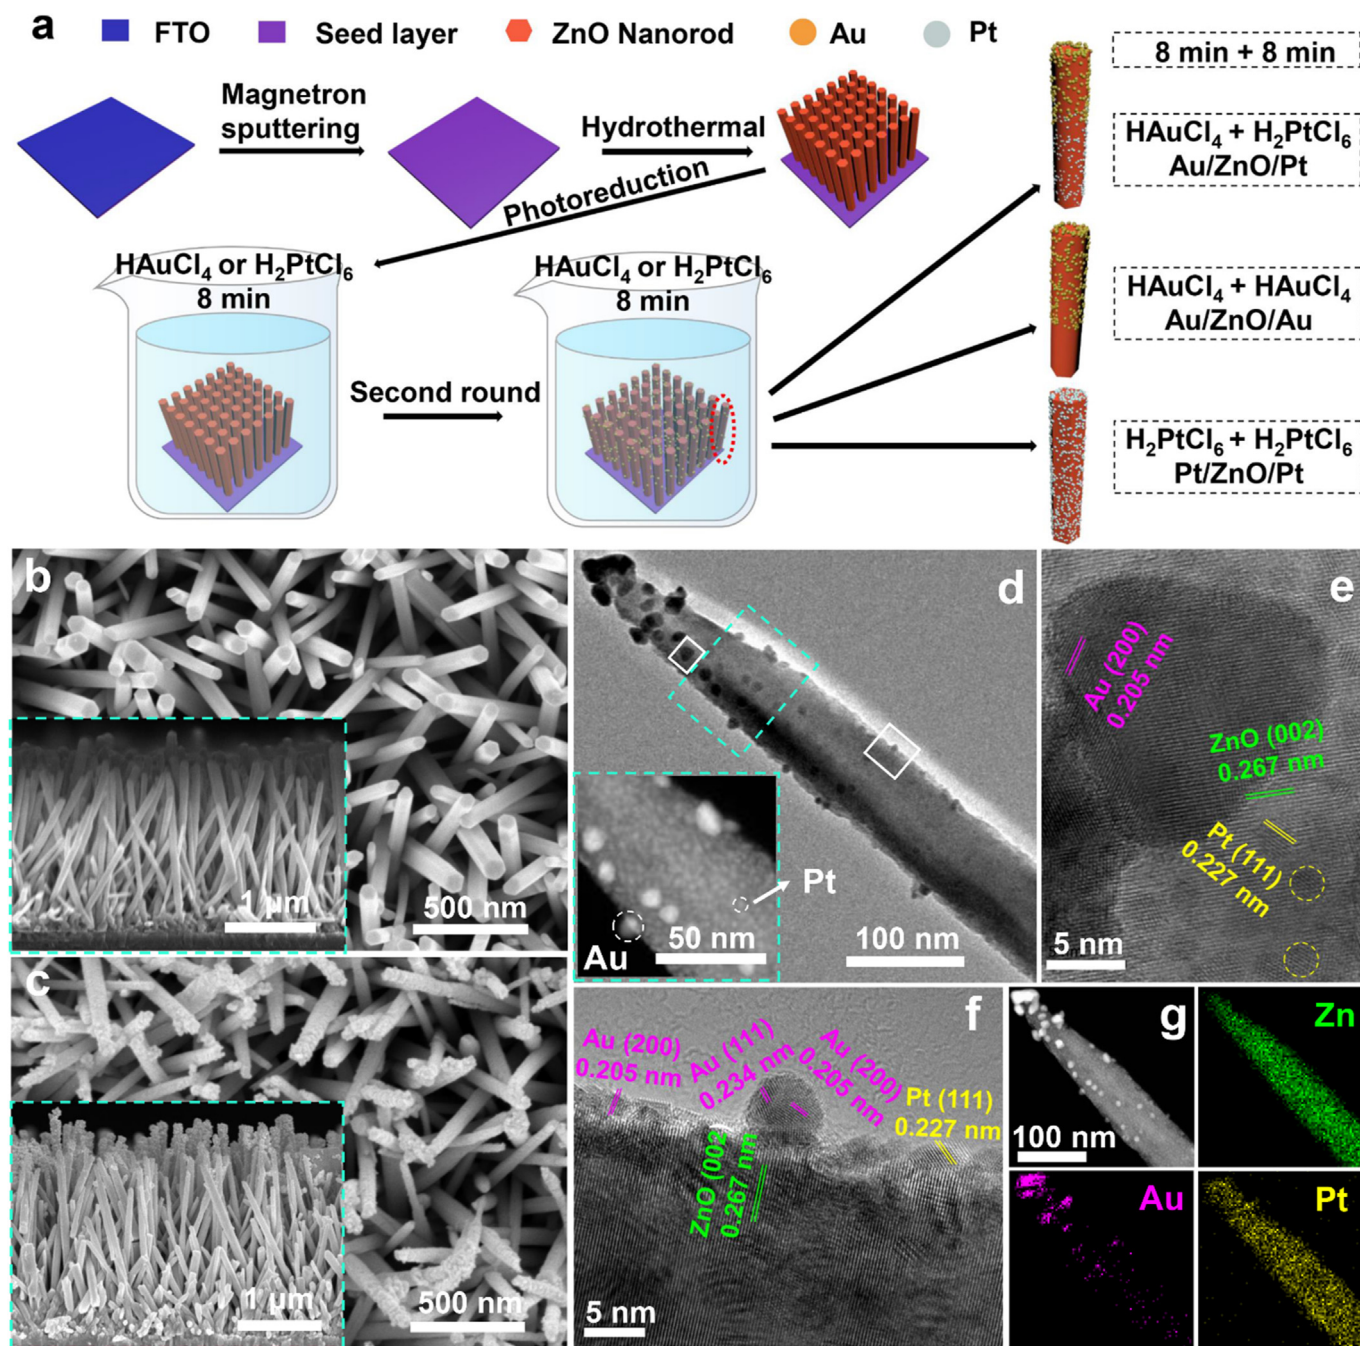 a
FTO
Seed layer
ZnO Nanorod
Au
Pt
Magnetron
sputtering
Hydrothermal
Photoreduction
HAuCl₄ or H₂PtCl₆
8 min
Second round
HAuCl₄ or H₂PtCl₆
8 min
8 min + 8 min
HAuCl₄ + H₂PtCl₆
Au/ZnO/Pt
HAuCl₄ + HAuCl₄
Au/ZnO/Au
H₂PtCl₆ + H₂PtCl₆
Pt/ZnO/Pt
b
1 µm
500 nm
c
1 µm
500 nm
d
Pt
Au
50 nm
100 nm
e
Au (200)
0.205 nm
ZnO (002)
0.267 nm
Pt (111)
0.227 nm
5 nm
f
Au (200)
0.205 nm
Au (111)
0.234 nm
Au (200)
0.205 nm
Pt (111)
0.227 nm
ZnO (002
0.267 nm
5 nm
g
100 nm
Zn
Au
Pt